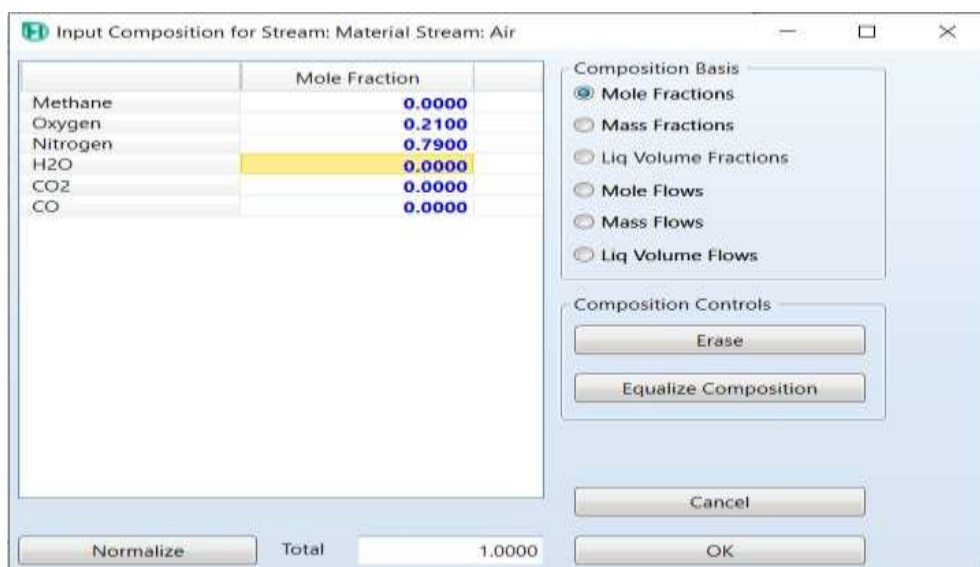 Input Composition for Stream: Material Stream: Air
Mole Fraction
Methane 0.0000
Oxygen 0.2100
Nitrogen 0.7900
H2O 0.0000
CO2 0.0000
CO 0.0000
Normalize Total 1.0000
Composition Basis
Mole Fractions
Mass Fractions
Liq Volume Fractions
Mole Flows
Mass Flows
Liq Volume Flows
Composition Controls
Erase
Equalize Composition
Cancel
OK